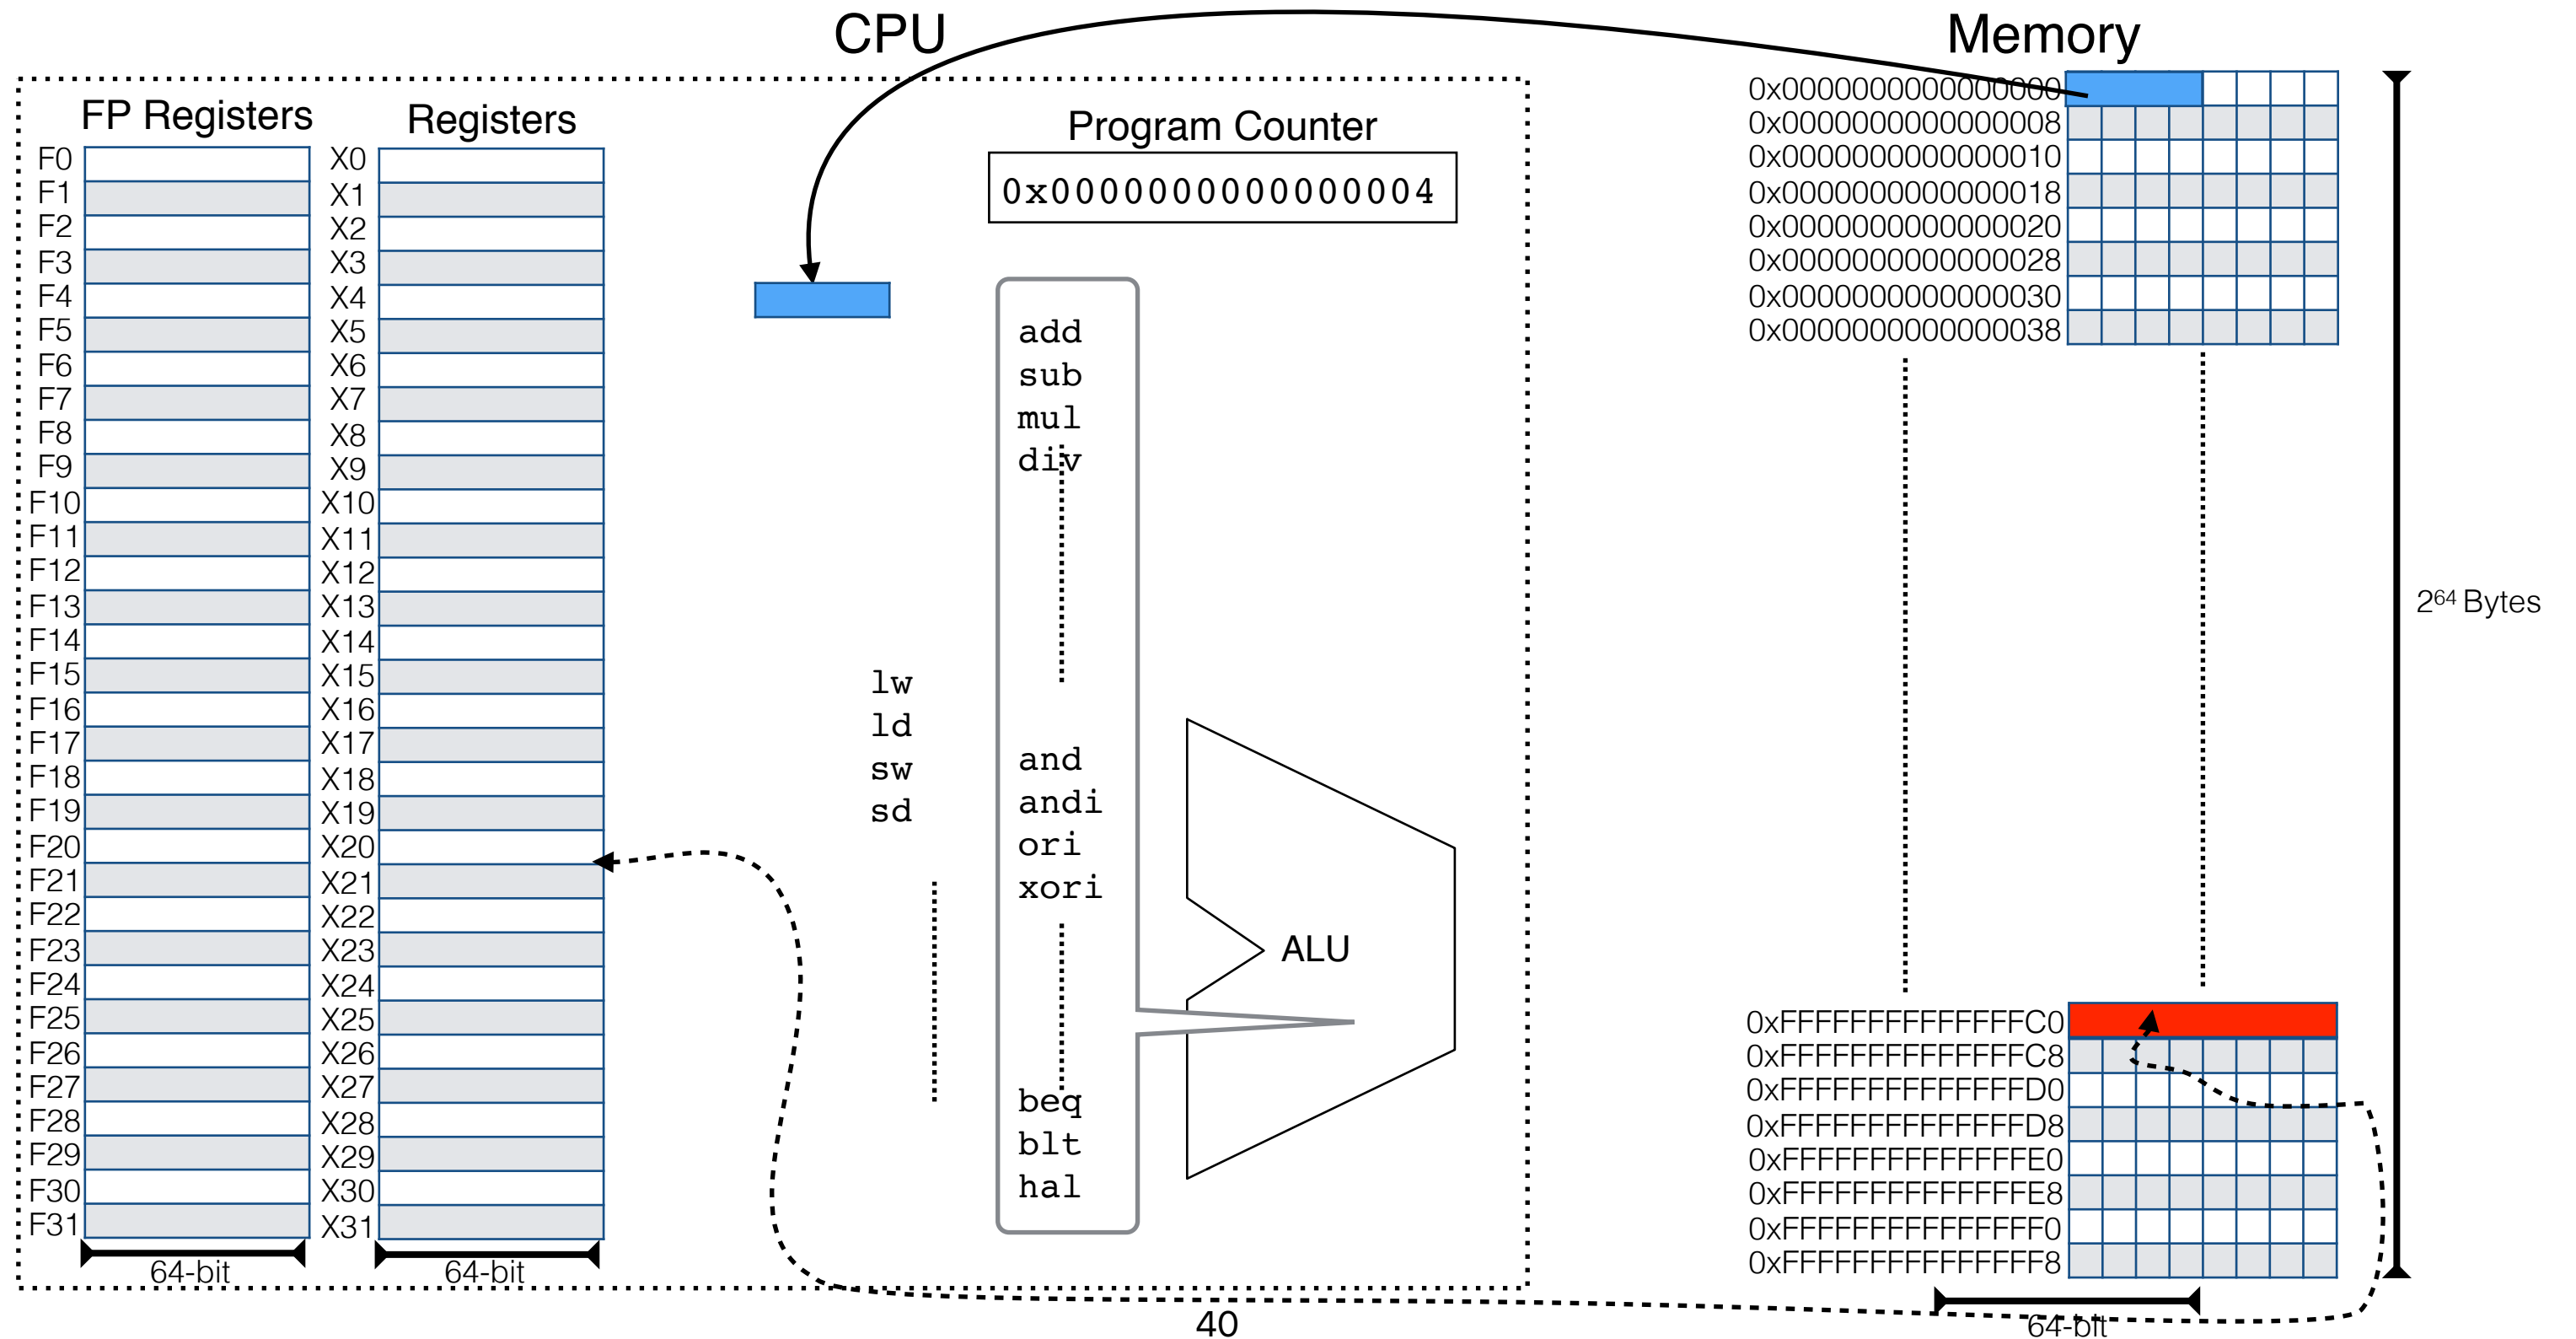 CPU
Memory
FP Registers
Registers
Program Counter
0x0000000000000004
F0
F1
F2
F3
F4
F5
F6
F7
F8
F9
F10
F11
F12
F13
F14
F15
F16
F17
F18
F19
F20
F21
F22
F23
F24
F25
F26
F27
F28
F29
F30
F31
64-bit
X0
X1
X2
X3
X4
X5
X6
X7
X8
X9
X10
X11
X12
X13
X14
X15
X16
X17
X18
X19
X20
X21
X22
X23
X24
X25
X26
X27
X28
X29
X30
X31
64-bit
lw
ld
sw
sd
add
sub
mul
div
and
andi
ori
xori
beq
blt
hal
ALU
0x0000000000000000
0x0000000000000008
0x0000000000000010
0x0000000000000018
0x0000000000000020
0x0000000000000028
0x0000000000000030
0x0000000000000038
2⁶⁴ Bytes
0xFFFFFFFFFFFFFFC0
0xFFFFFFFFFFFFFFC8
0xFFFFFFFFFFFFFFD0
0xFFFFFFFFFFFFFFD8
0xFFFFFFFFFFFFFFE0
0xFFFFFFFFFFFFFFE8
0xFFFFFFFFFFFFFFF0
0xFFFFFFFFFFFFFFF8
64-bit
40